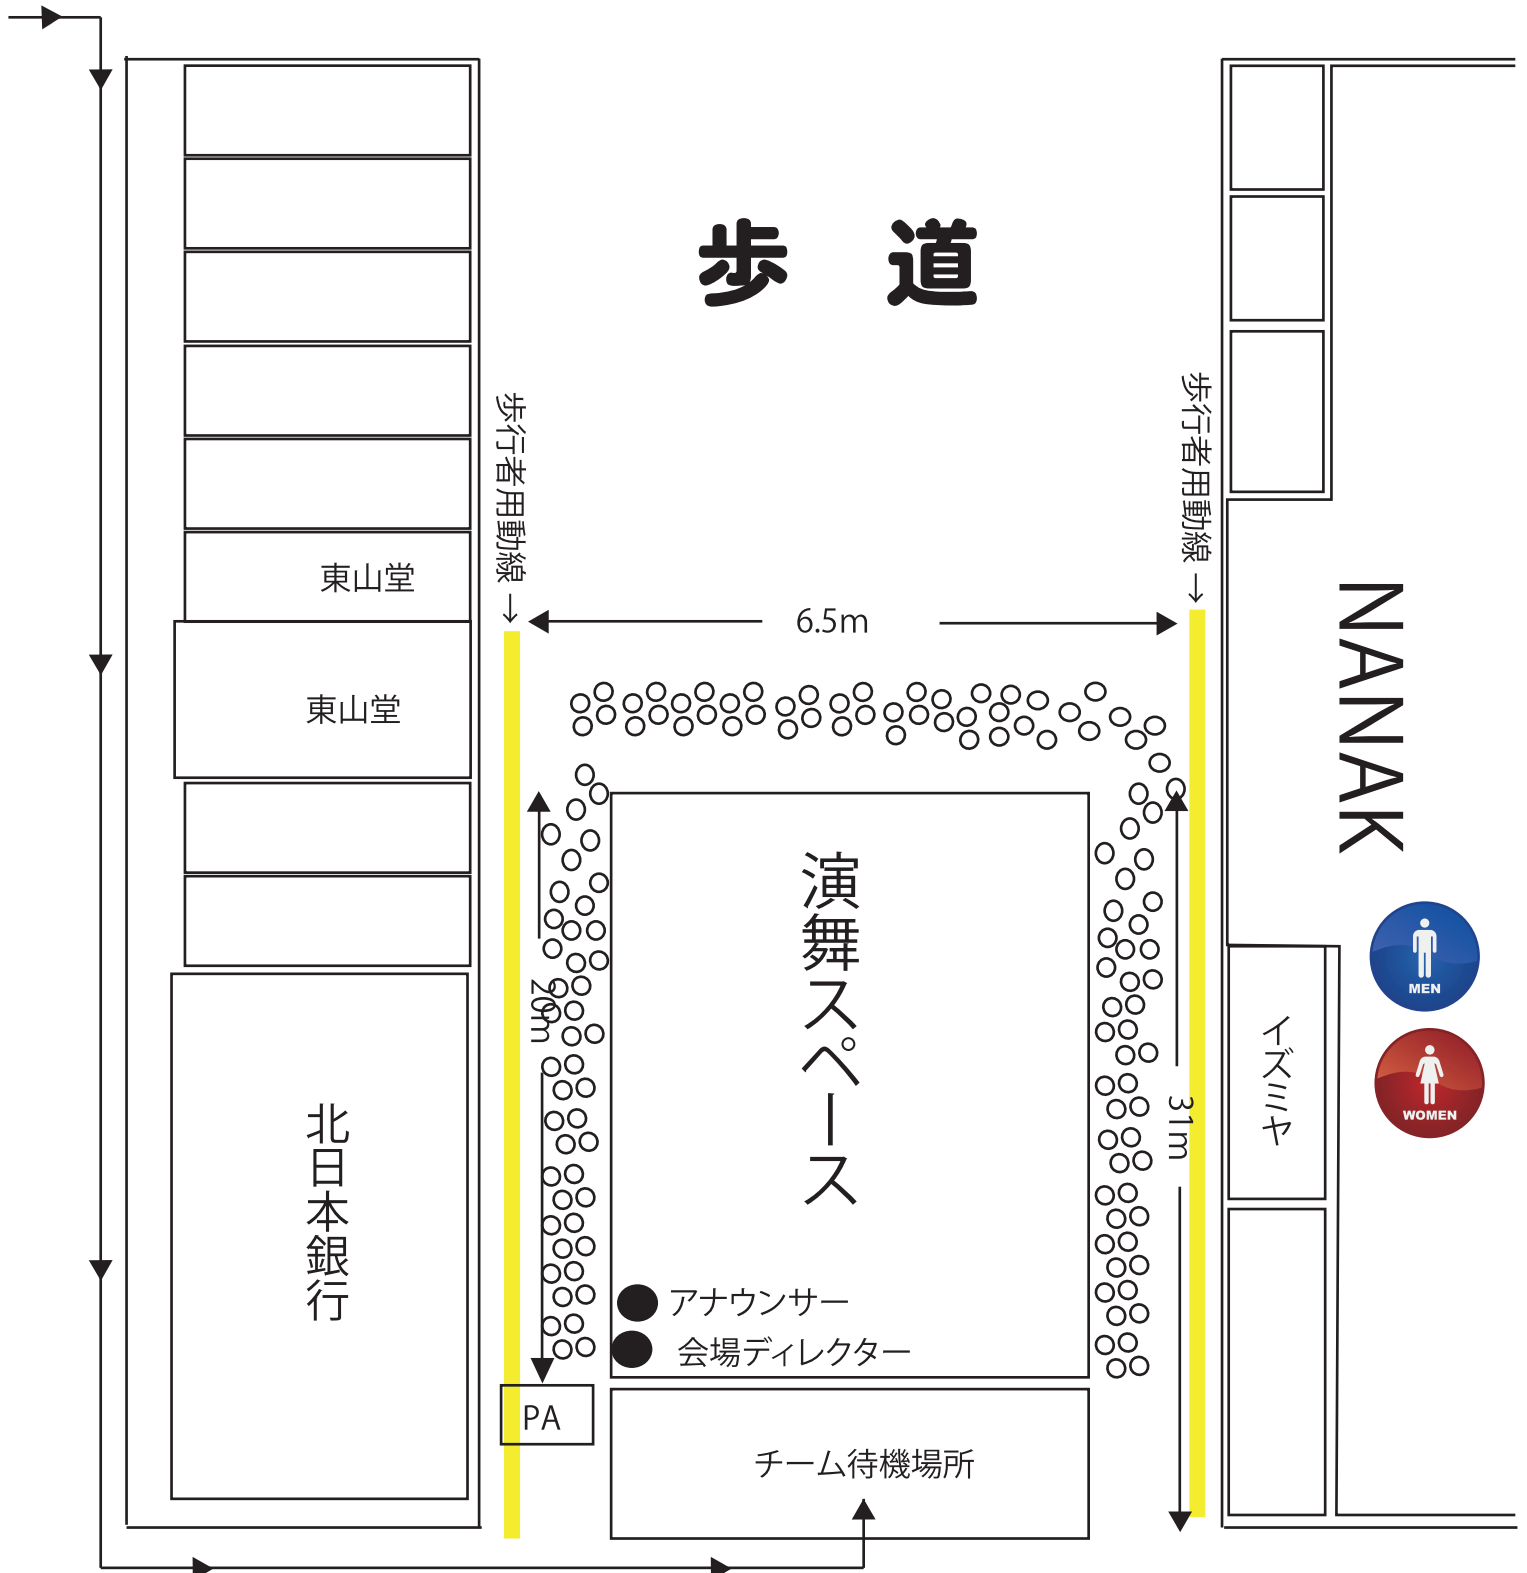 歩 道
歩行者用動線→
歩行者用動線→
東山堂
6.5m
東山堂
NANAK
演舞スペース
MEN
20m
イズミヤ
WOMEN
31m
北日本銀行
アナウンサー
会場ディレクター
PA
チーム待機場所